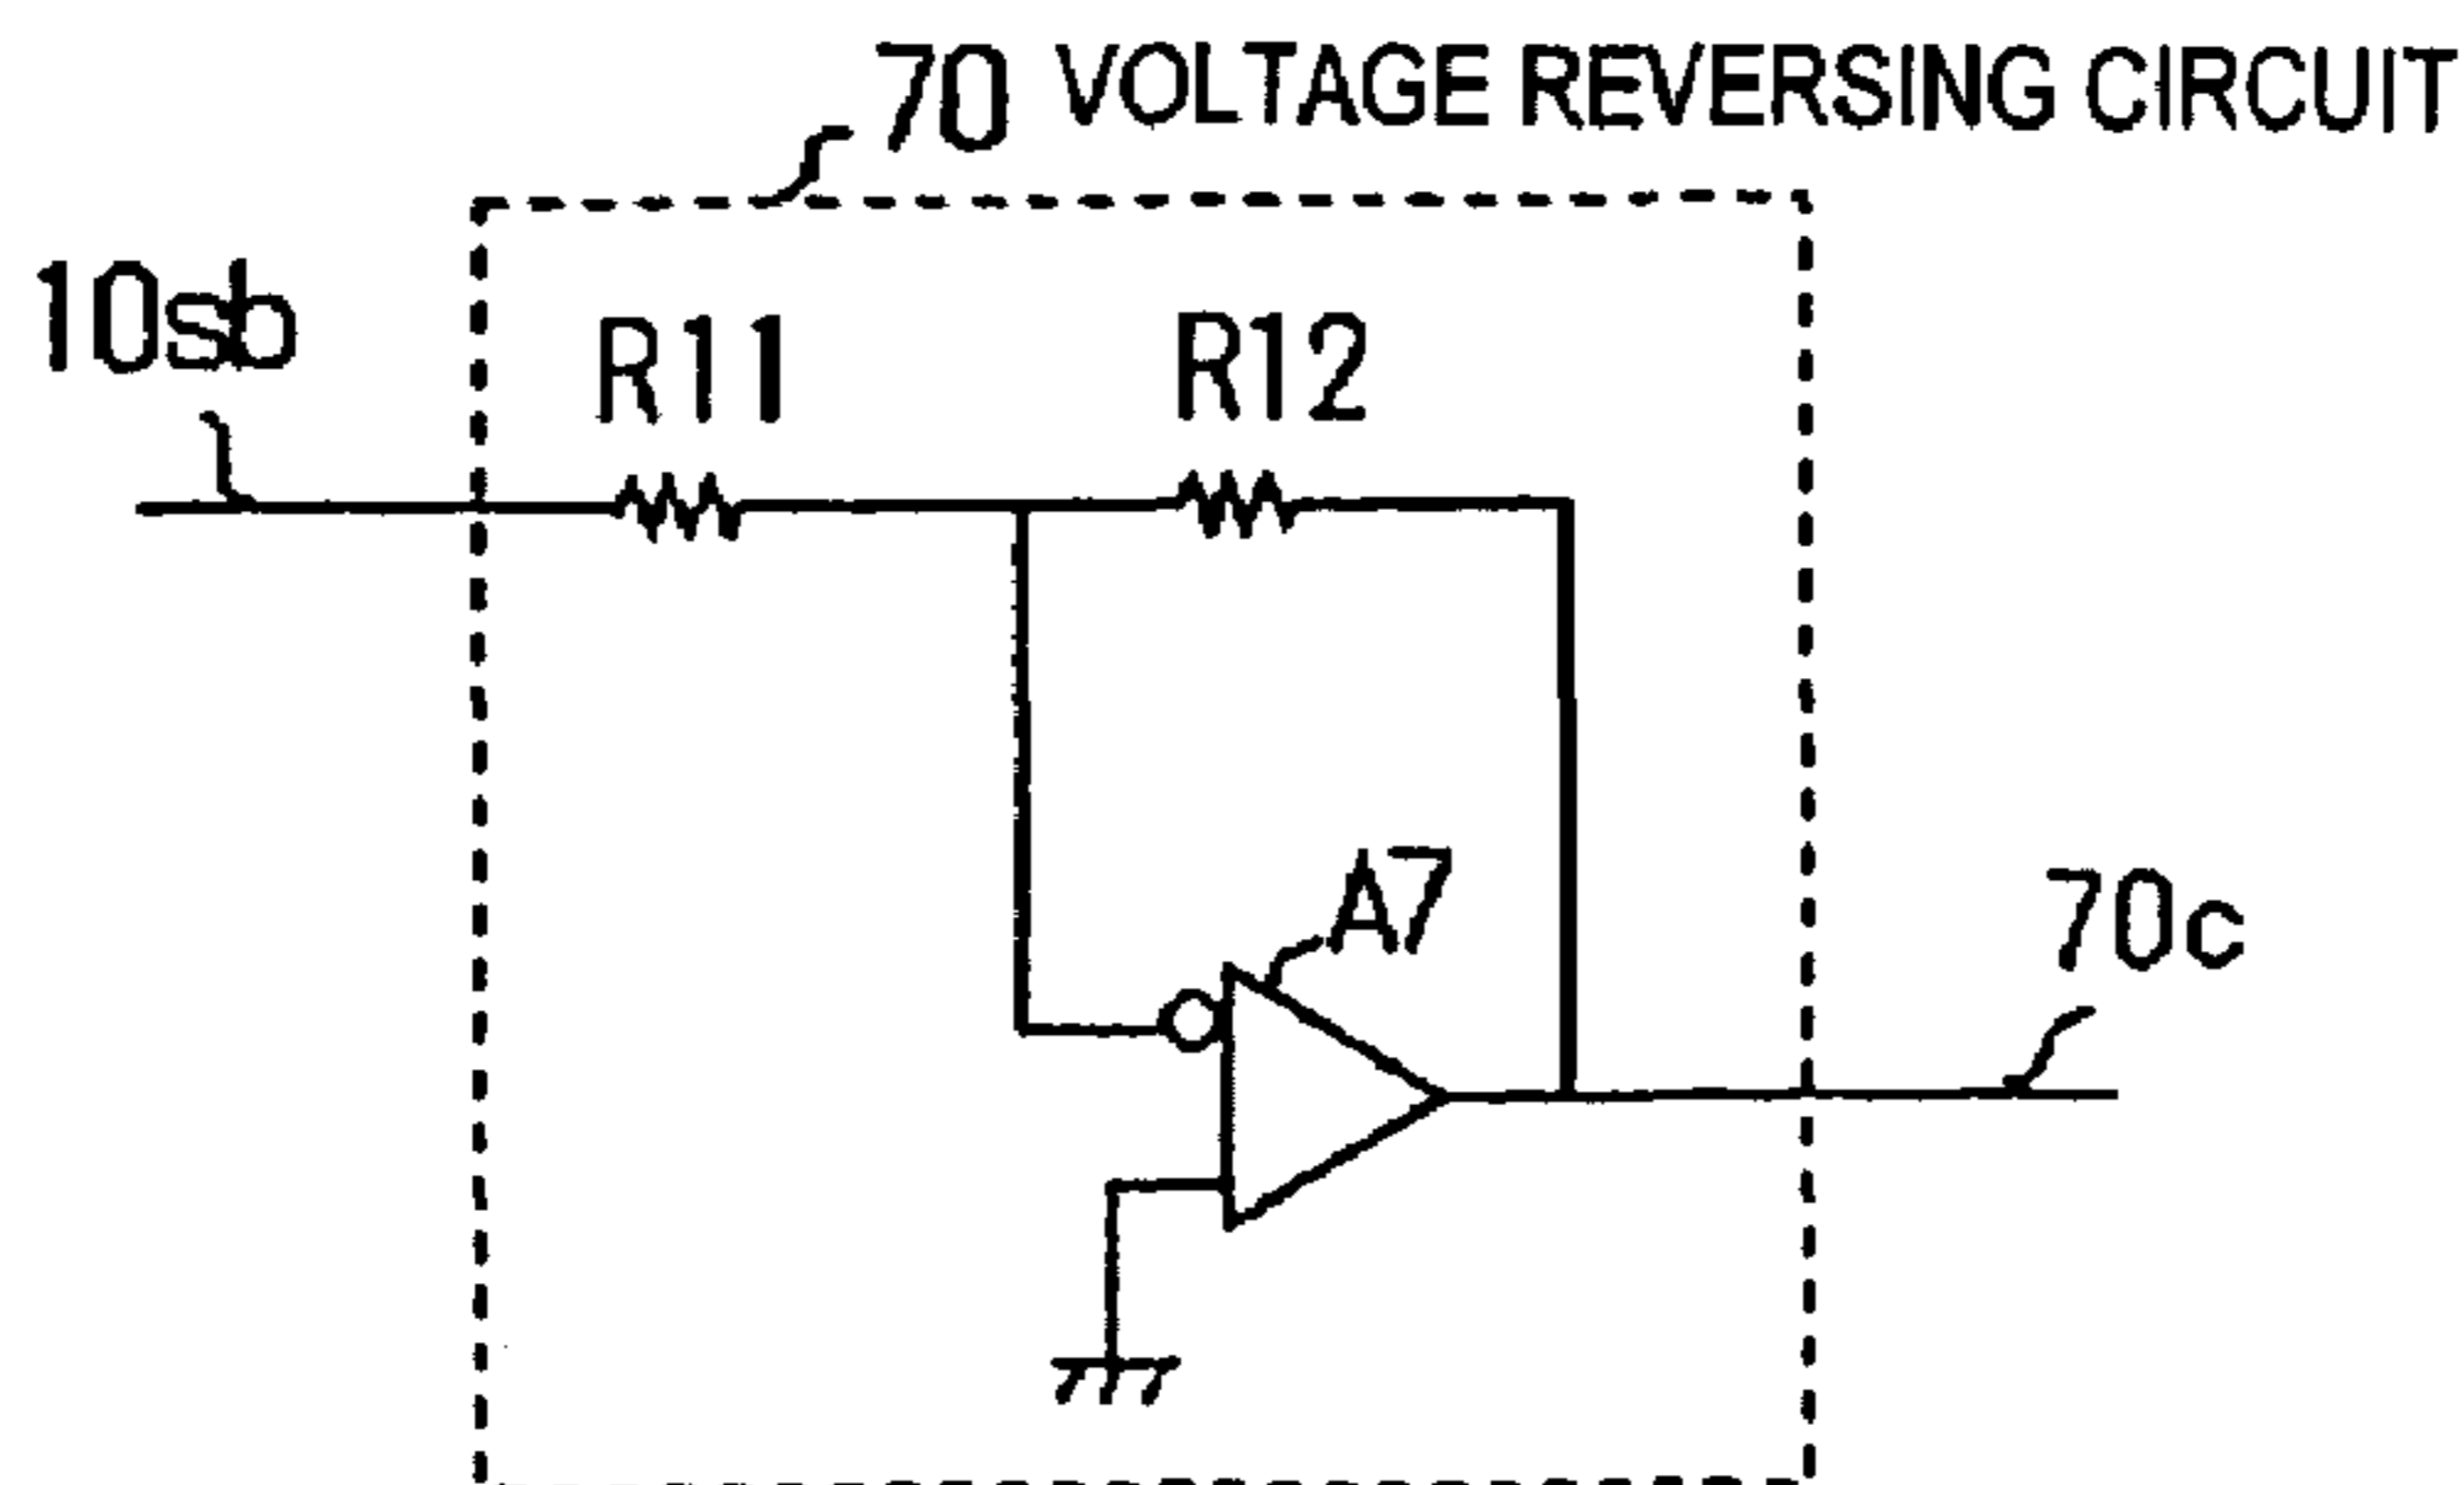 70 VOLTAGE REVERSING CIRCUIT
10sb
R11
R12
A7
70c